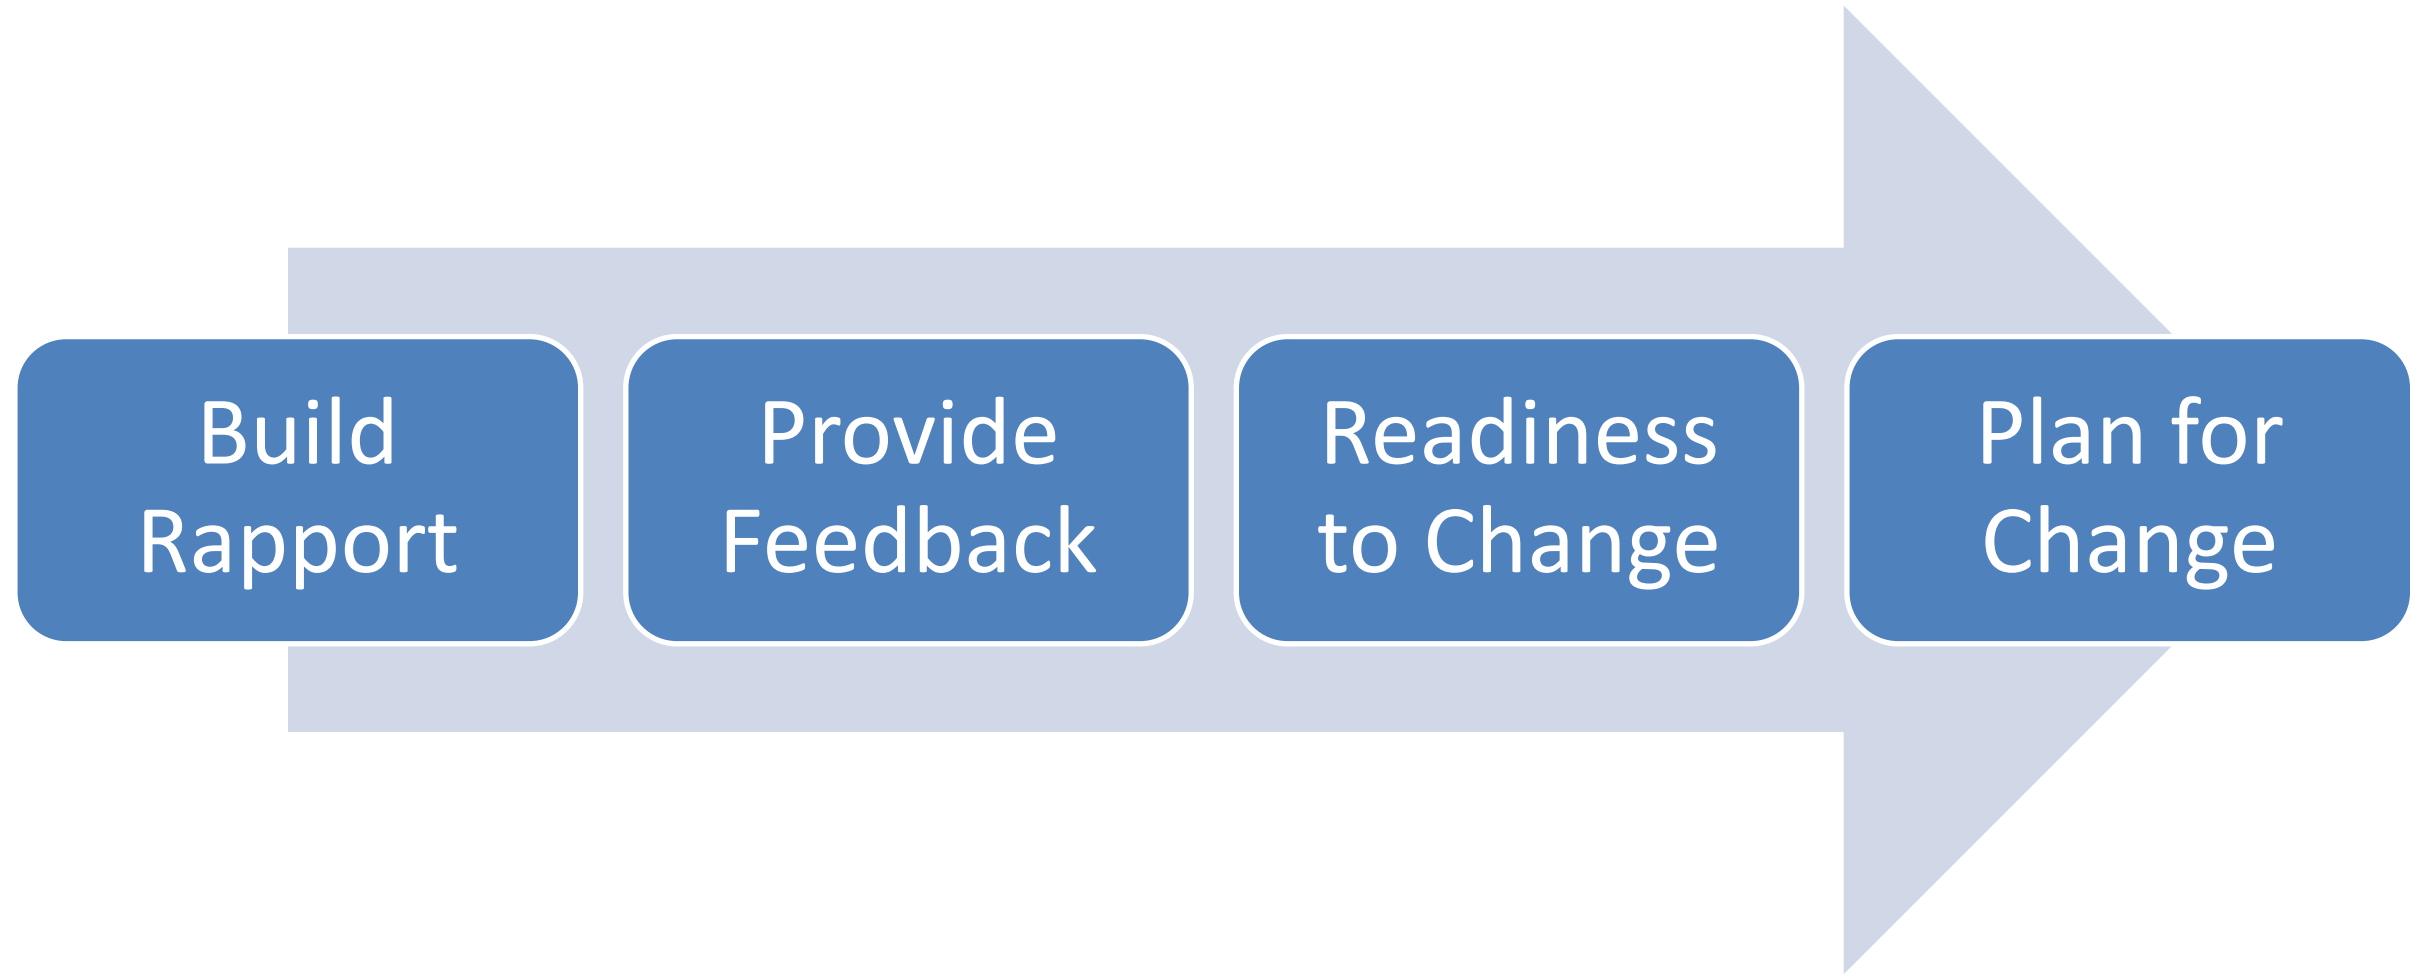 Build
Rapport
Provide
Feedback
Readiness
to Change
Plan for
Change